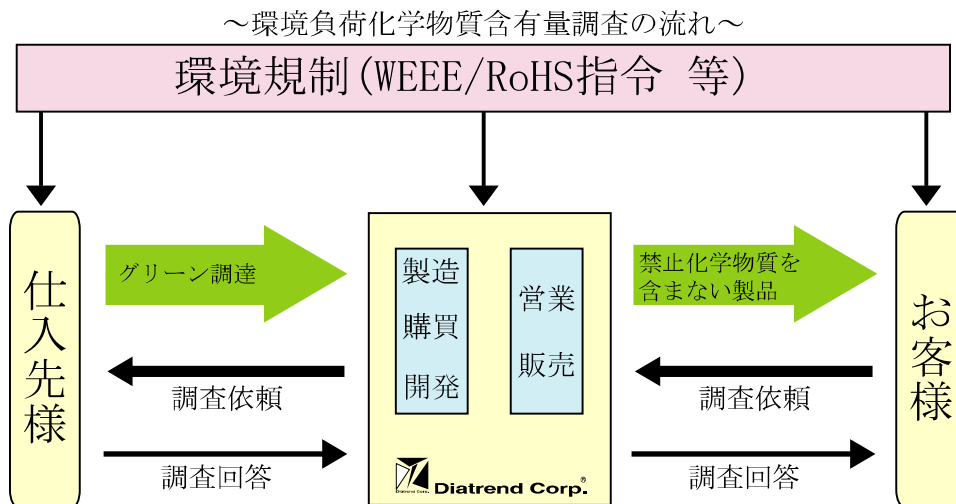 ～環境負荷化学物質含有量調査の流れ～
環境規制(WEEE/RoHS指令 等)
仕入先様
グリーン調達
調査依頼
調査回答
製造
購買
開発
営業
販売
Diatrend Corp.
Diatrend Corp.®
禁止化学物質を
含まない製品
調査依頼
調査回答
お客様